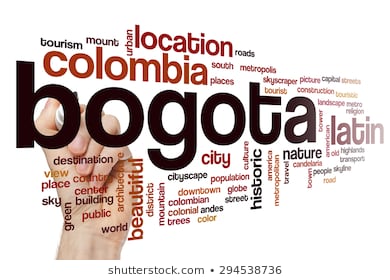 tourism
mount
urban
location
roads
colombia
south
metropolis
places
skyscraper
picture
capital
streets
tourist
construction
touristic
bogota
landscape
metro
religion
tower
american
latin
old
highlands
transport
people
skyline
road
destination
view
country
place
center
sky
building
green
public
architecture
beautiful
world
city
cityscape
population
culture
historic
nature
travel
candelaria
america
metropolitan
district
mountain
downtown
globe
colombian
street
colonial
andes
trees
color
shutterstock.com • 294538736